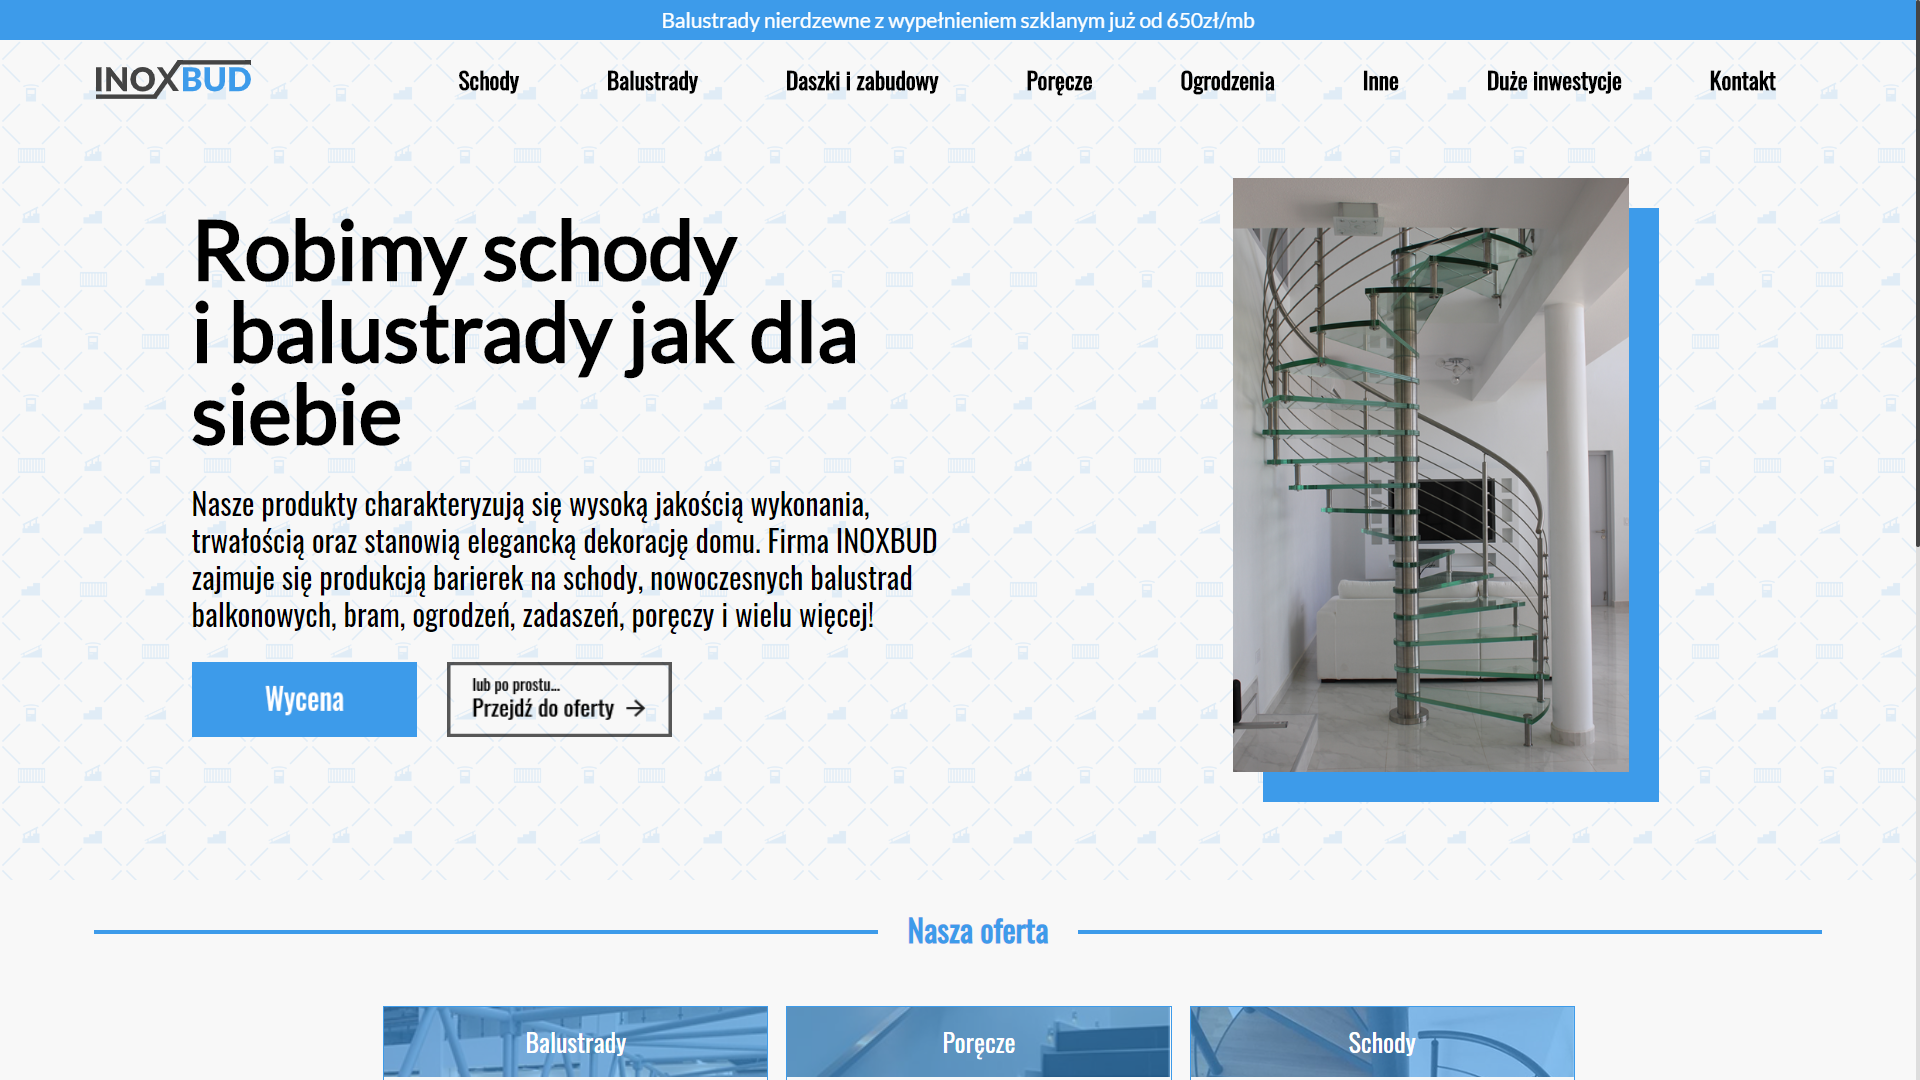 Balustrady nierdzewne z wypełnieniem szklanym już od 650zł/mb
INOXBUD
Schody
Balustrady
Daszki i zabudowy
Poręcze
Ogrodzenia
Inne
Duże inwestycje
Kontakt
Robimy schody
i balustrady jak dla
siebie
Nasze produkty charakteryzują się wysoką jakością wykonania,
trwałością oraz stanowią elegancką dekorację domu. Firma INOXBUD
zajmuje się produkcją barierek na schody, nowoczesnych balustrad
balkonowych, bram, ogrodzeń, zadaszeń, poręczy i wielu więcej!
Wycena
lub po prostu...
Przejdź do oferty →
Nasza oferta
Balustrady
Poręcze
Schody